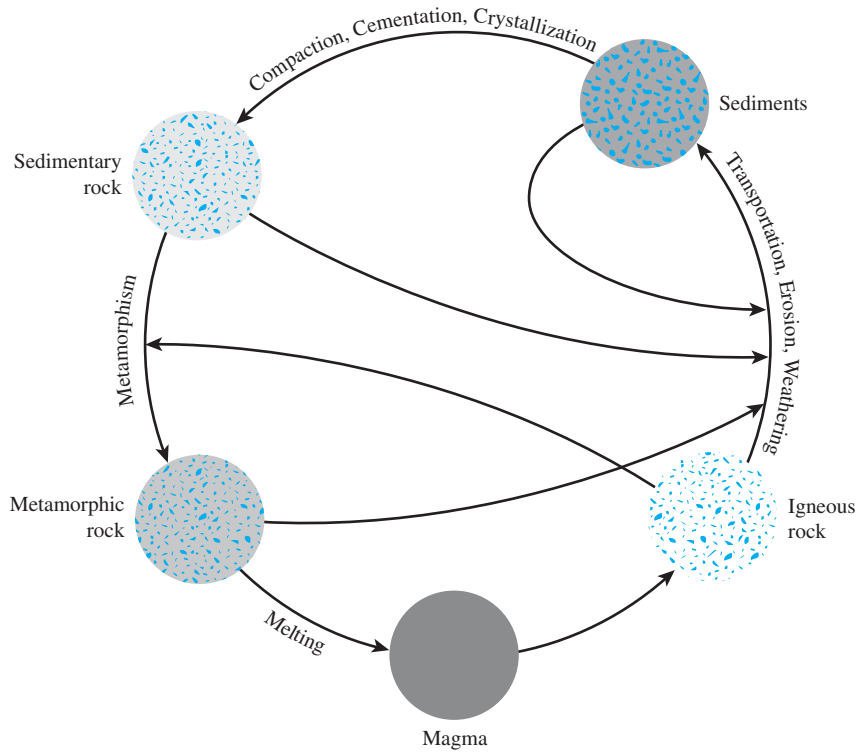 Compaction, Cementation, Crystallization
Sediments
Sedimentary
rock
Transportation, Erosion, Weathering
Metamorphism
Metamorphic
rock
Igneous
rock
Melting
Magma